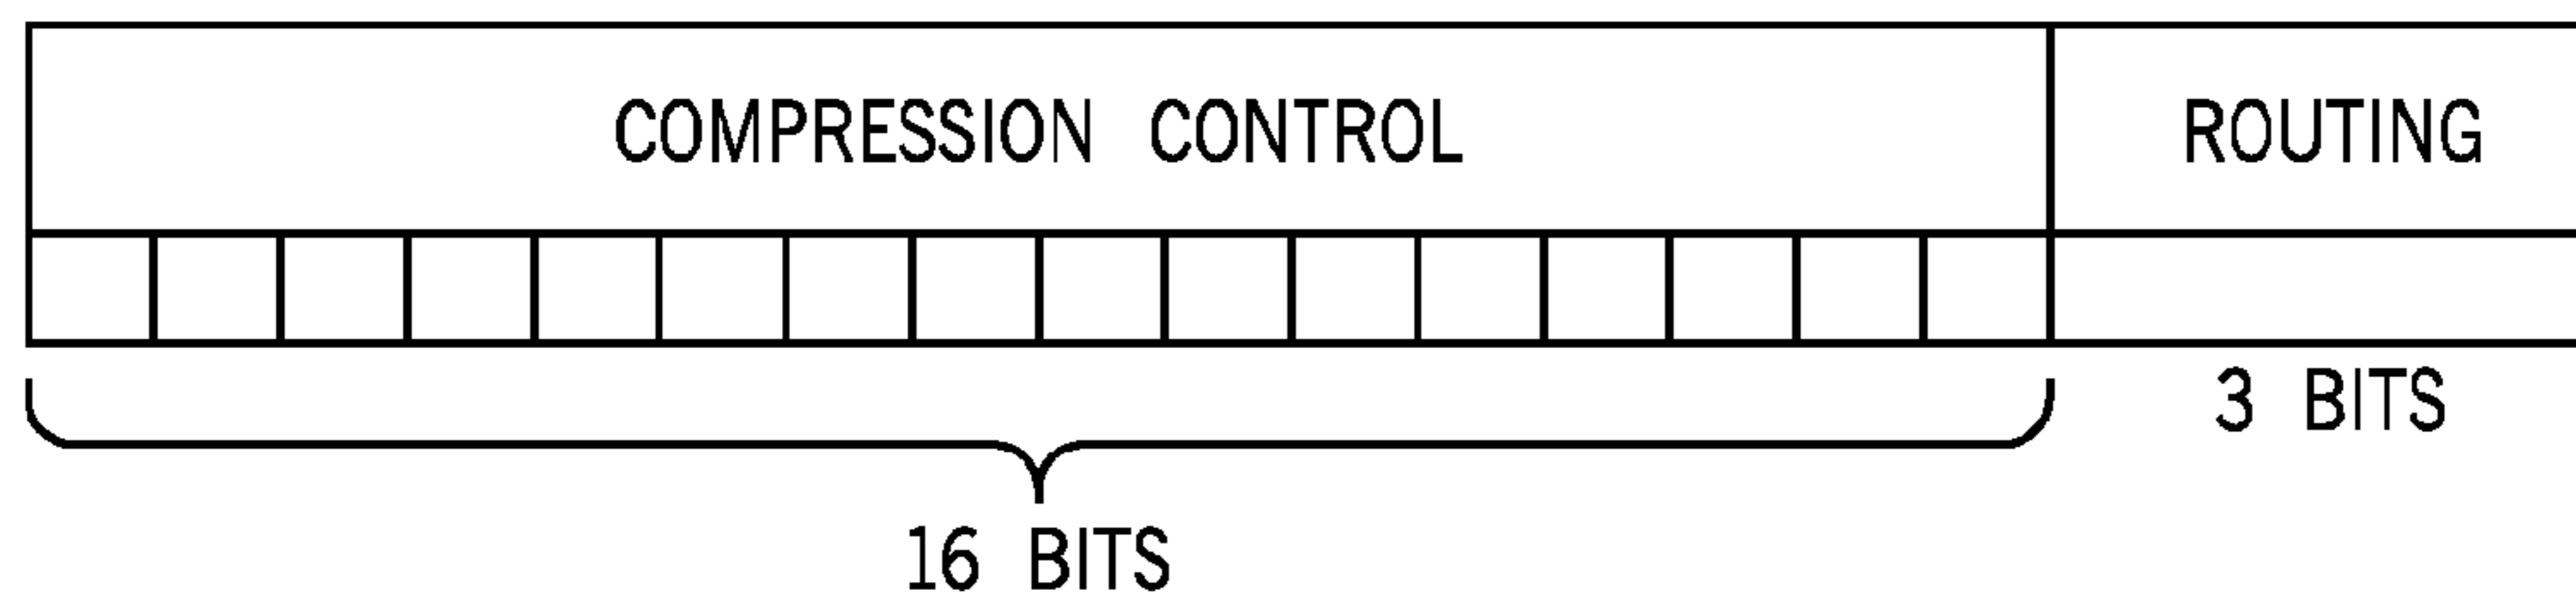 COMPRESSION CONTROL
ROUTING
3 BITS
16 BITS